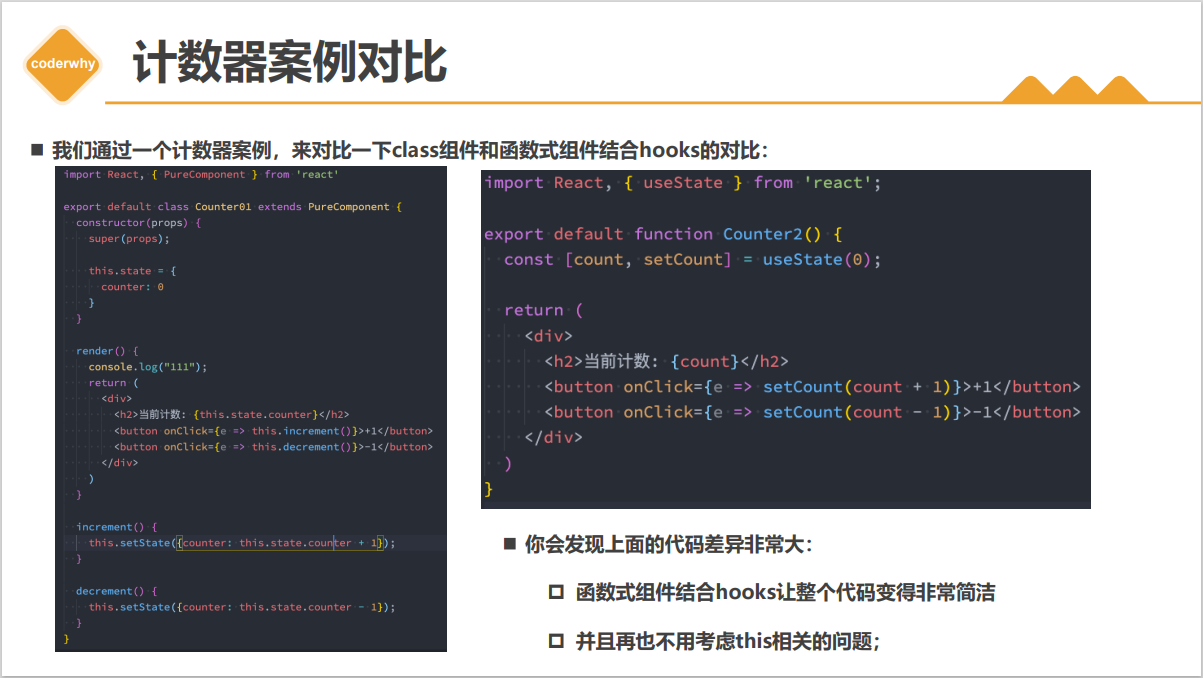 coderwhy
计数器案例对比
■ 我们通过一个计数器案例，来对比一下class组件和函数式组件结合hooks的对比：
import React, { PureComponent } from 'react'

export default class Counter01 extends PureComponent {
  constructor(props) {
    super(props);

    this.state = {
      counter: 0
    }
  }

  render() {
    console.log("111");
    return (
      <div>
        <h2>当前计数: {this.state.counter}</h2>
        <button onClick={e => this.increment()}>+1</button>
        <button onClick={e => this.decrement()}>-1</button>
      </div>
    )
  }

  increment() {
    this.setState({counter: this.state.counter + 1});
  }

  decrement() {
    this.setState({counter: this.state.counter - 1});
  }
}
import React, { useState } from 'react';

export default function Counter2() {
  const [count, setCount] = useState(0);

  return (
    <div>
      <h2>当前计数: {count}</h2>
      <button onClick={e => setCount(count + 1)}>+1</button>
      <button onClick={e => setCount(count - 1)}>-1</button>
    </div>
  )
}
■ 你会发现上面的代码差异非常大：
函数式组件结合hooks让整个代码变得非常简洁
并且再也不用考虑this相关的问题；